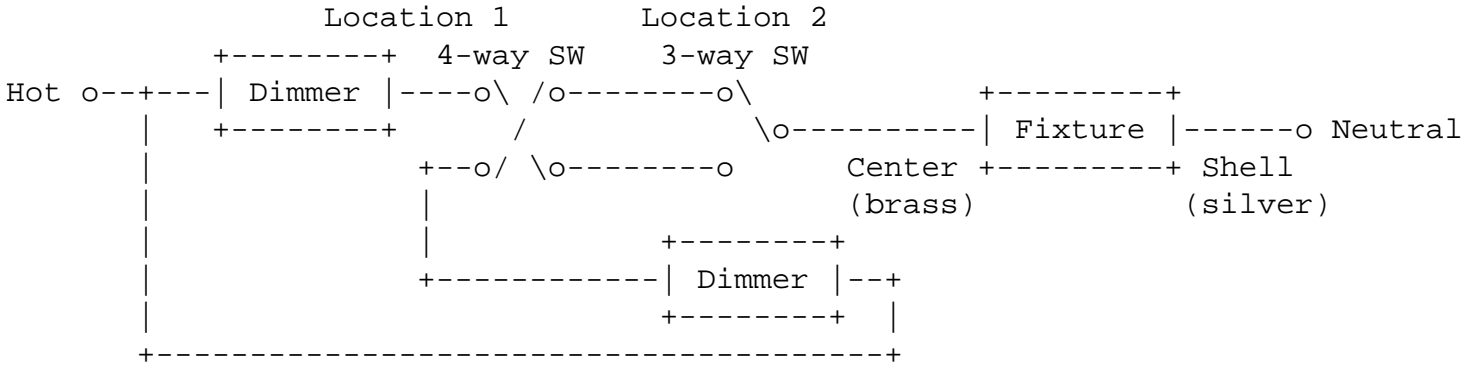 Location 1 Location 2
4-way SW 3-way SW
Hot Dimmer
Fixture Neutral
Center Shell
(brass) (silver)
Dimmer